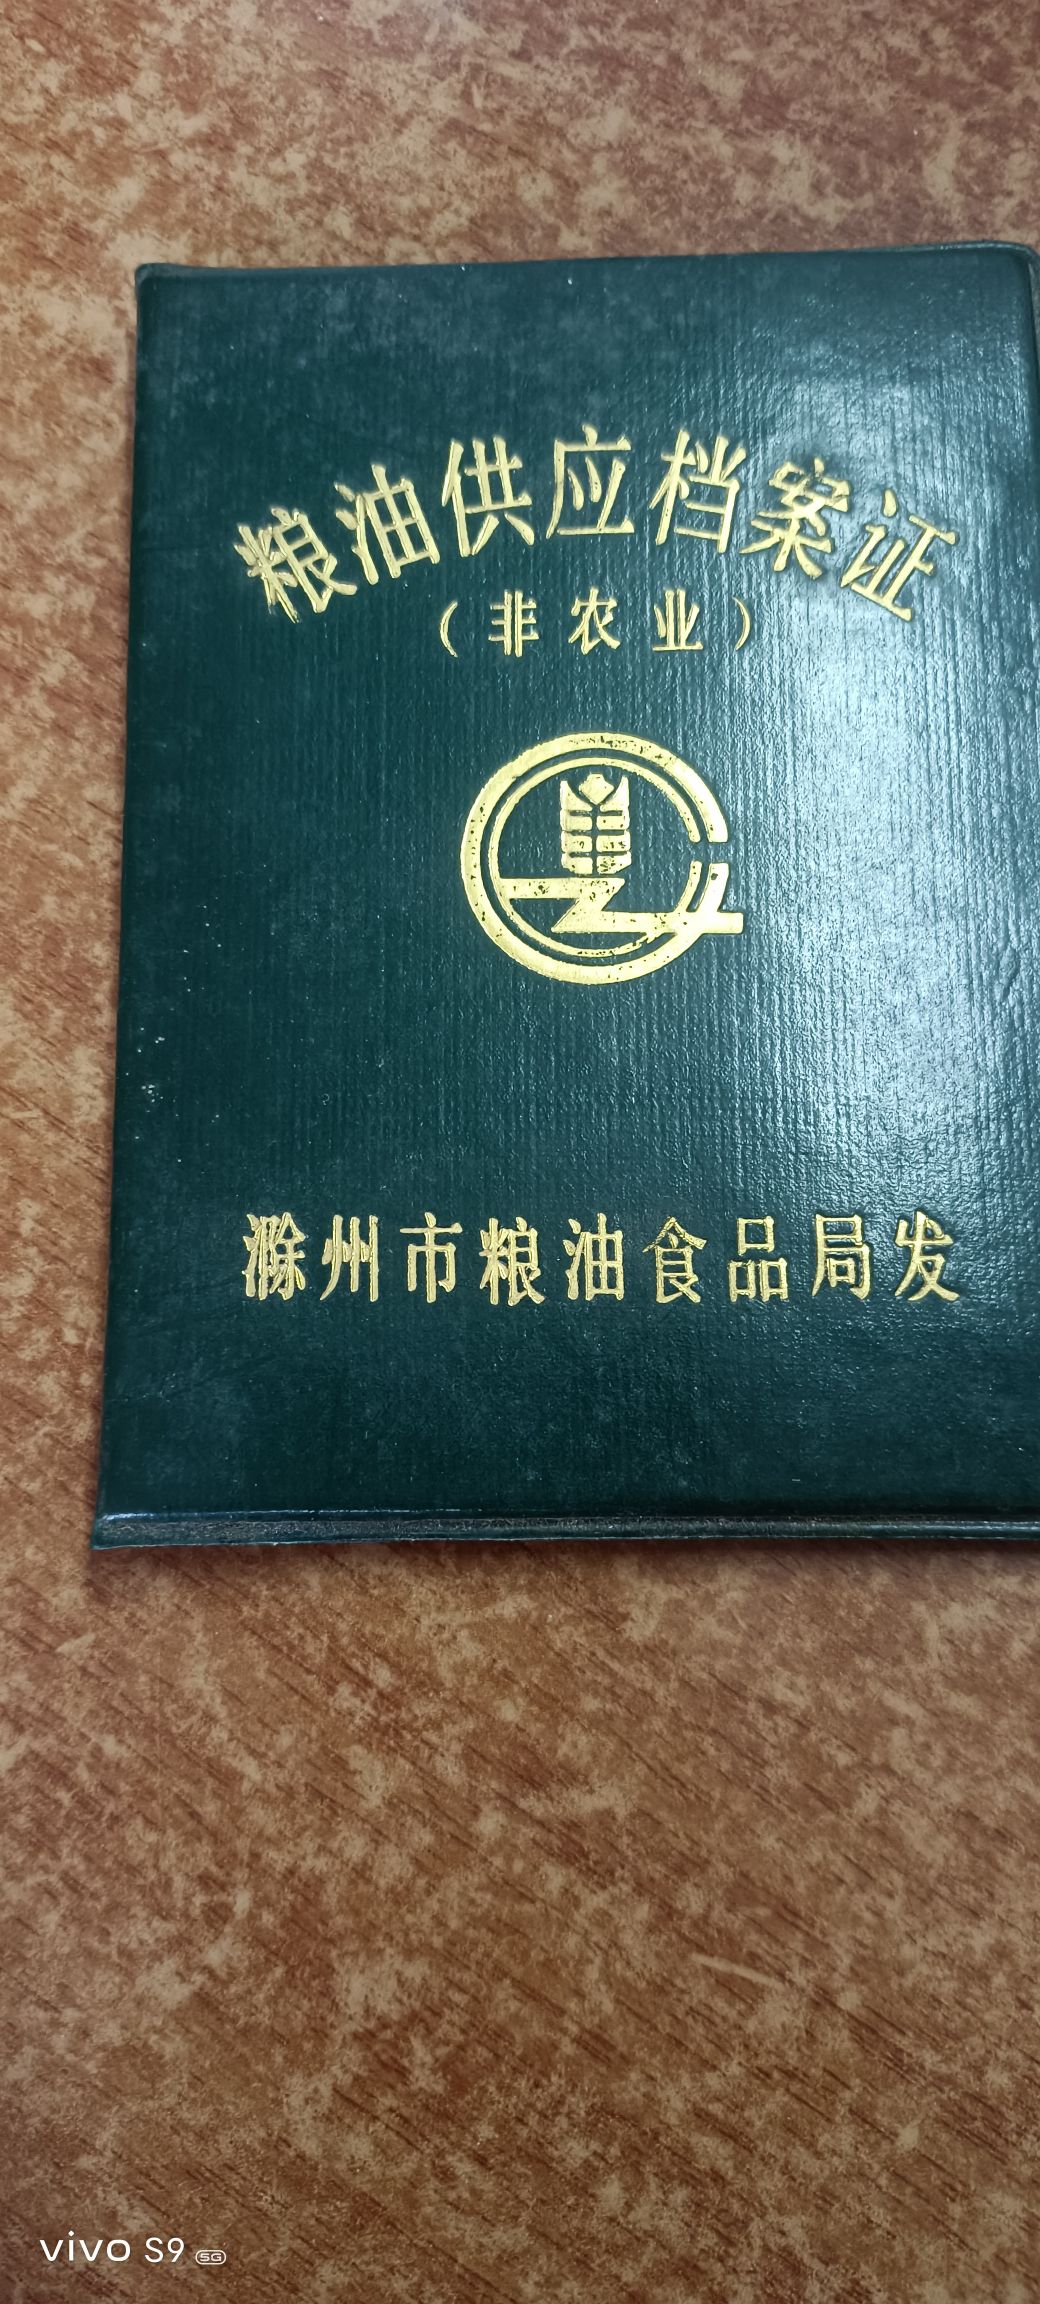 粮油供应档案证
（非农业）
滁州市粮油食品局发
vivo S9 5G